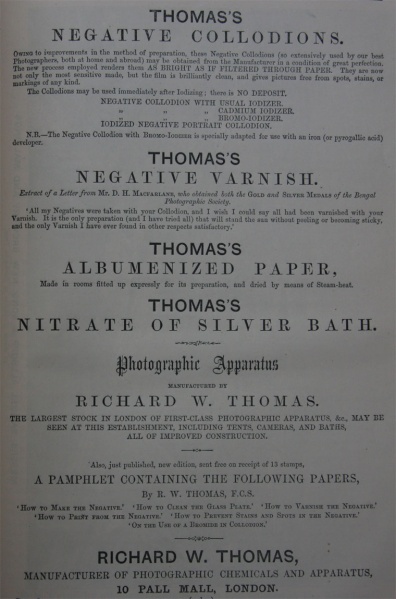 THOMAS'S
NEGATIVE COLLODIONS.
OWING to improvements in the method of preparation, these Negative Collodions (so extensively used by our best
Photographers, both at home and abroad) may be obtained from the Manufacturer in a condition of great perfection.
The new process employed renders them AS BRIGHT AS IF FILTERED THROUGH PAPER. They are now
not only the most sensitive made, but the film is brilliantly clean, and gives pictures free from spots, stains, or
markings of any kind.
The Collodions may be used immediately after Iodizing; there is NO DEPOSIT.
NEGATIVE COLLODION WITH USUAL IODIZER.
„ „ „ CADMIUM IODIZER.
„ „ „ BROMO-IODIZER.
IODIZED NEGATIVE PORTRAIT COLLODION.
N.B.—The Negative Collodion with BROMO-IODIZER is specially adapted for use with an iron (or pyrogallic acid)
developer.
THOMAS'S
NEGATIVE VARNISH.
Extract of a Letter from MR. D. H. MACFARLANE, who obtained both the GOLD and SILVER MEDALS of the Bengal
Photographic Society.
'All my Negatives were taken with your Collodion, and I wish I could say all had been varnished with your
Varnish. It is the only preparation (and I have tried all) that will stand the sun without peeling or becoming sticky,
and the only Varnish I have ever found in other respects satisfactory.'
THOMAS'S
ALBUMENIZED PAPER,
Made in rooms fitted up expressly for its preparation, and dried by means of Steam-heat.
THOMAS'S
NITRATE OF SILVER BATH.
Photographic Apparatus
MANUFACTURED BY
RICHARD W. THOMAS.
THE LARGEST STOCK IN LONDON OF FIRST-CLASS PHOTOGRAPHIC APPARATUS, &c., MAY BE
SEEN AT THIS ESTABLISHMENT, INCLUDING TENTS, CAMERAS, AND BATHS,
ALL OF IMPROVED CONSTRUCTION.
Also, just published, new edition, sent free on receipt of 13 stamps,
A PAMPHLET CONTAINING THE FOLLOWING PAPERS,
By R. W. THOMAS, F.C.S.
'HOW TO MAKE THE NEGATIVE.' 'HOW TO CLEAN THE GLASS PLATE.' 'HOW TO VARNISH THE NEGATIVE.'
'HOW TO PRINT FROM THE NEGATIVE.' 'HOW TO PREVENT STAINS AND SPOTS IN THE NEGATIVE.'
'ON THE USE OF A BROMIDE IN COLLODION.'
RICHARD W. THOMAS,
MANUFACTURER OF PHOTOGRAPHIC CHEMICALS AND APPARATUS,
10 PALL MALL, LONDON.